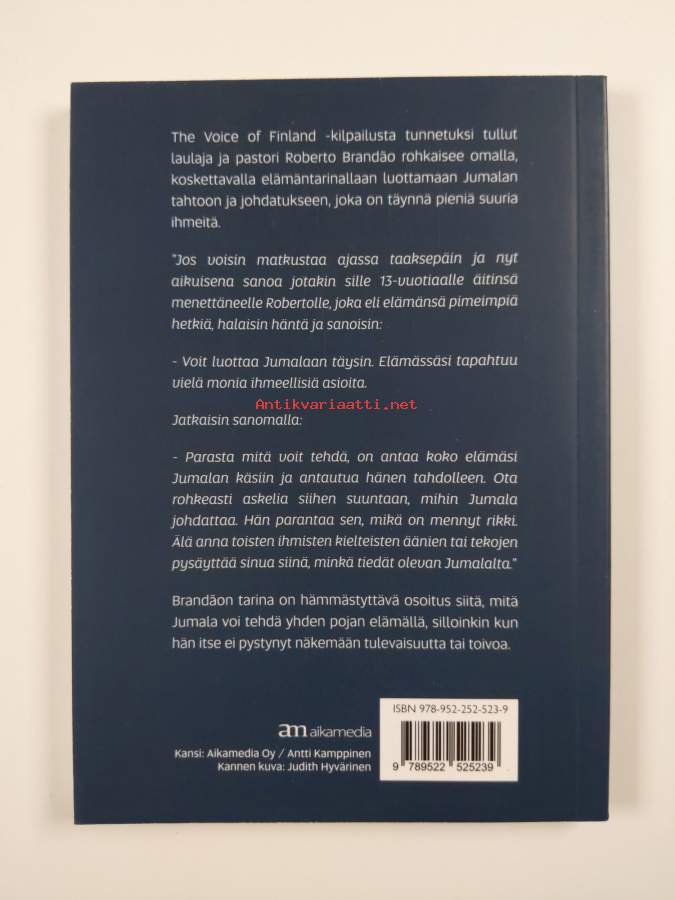 The Voice of Finland -kilpailusta tunnetuksi tullut
laulaja ja pastori Roberto Brandão rohkaisee omalla,
koskettavalla elämäntarinallaan luottamaan Jumalan
tahtoon ja johdatukseen, joka on täynnä pieniä suuria
ihmeitä.
"Jos voisin matkustaa ajassa taaksepäin ja nyt
aikuisena sanoa jotakin sille 13-vuotiaalle äitinsä
menettäneelle Robertolle, joka eli elämänsä pimeimpiä
hetkiä, halaisin häntä ja sanoisin:
- Voit luottaa Jumalaan täysin. Elämässäsi tapahtuu
vielä monia ihmeellisiä asioita.
Antikvariaatti.net
Jatkaisin sanomalla:
- Parasta mitä voit tehdä, on antaa koko elämäsi
Jumalan käsiin ja antautua hänen tahdolleen. Ota
rohkeasti askelia siihen suuntaan, mihin Jumala
johdattaa. Hän parantaa sen, mikä on mennyt rikki.
Älä anna toisten ihmisten kielteisten äänien tai tekojen
pysäyttää sinua siinä, minkä tiedät olevan Jumalalta."
Brandãon tarina on hämmästyttävä osoitus siitä, mitä
Jumala voi tehdä yhden pojan elämällä, silloinkin kun
hän itse ei pystynyt näkemään tulevaisuutta tai toivoa.
am aikamedia
Kansi: Aikamedia Oy / Antti Kamppinen
Kannen kuva: Judith Hyvärinen
ISBN 978-952-252-523-9
9 789522 525239